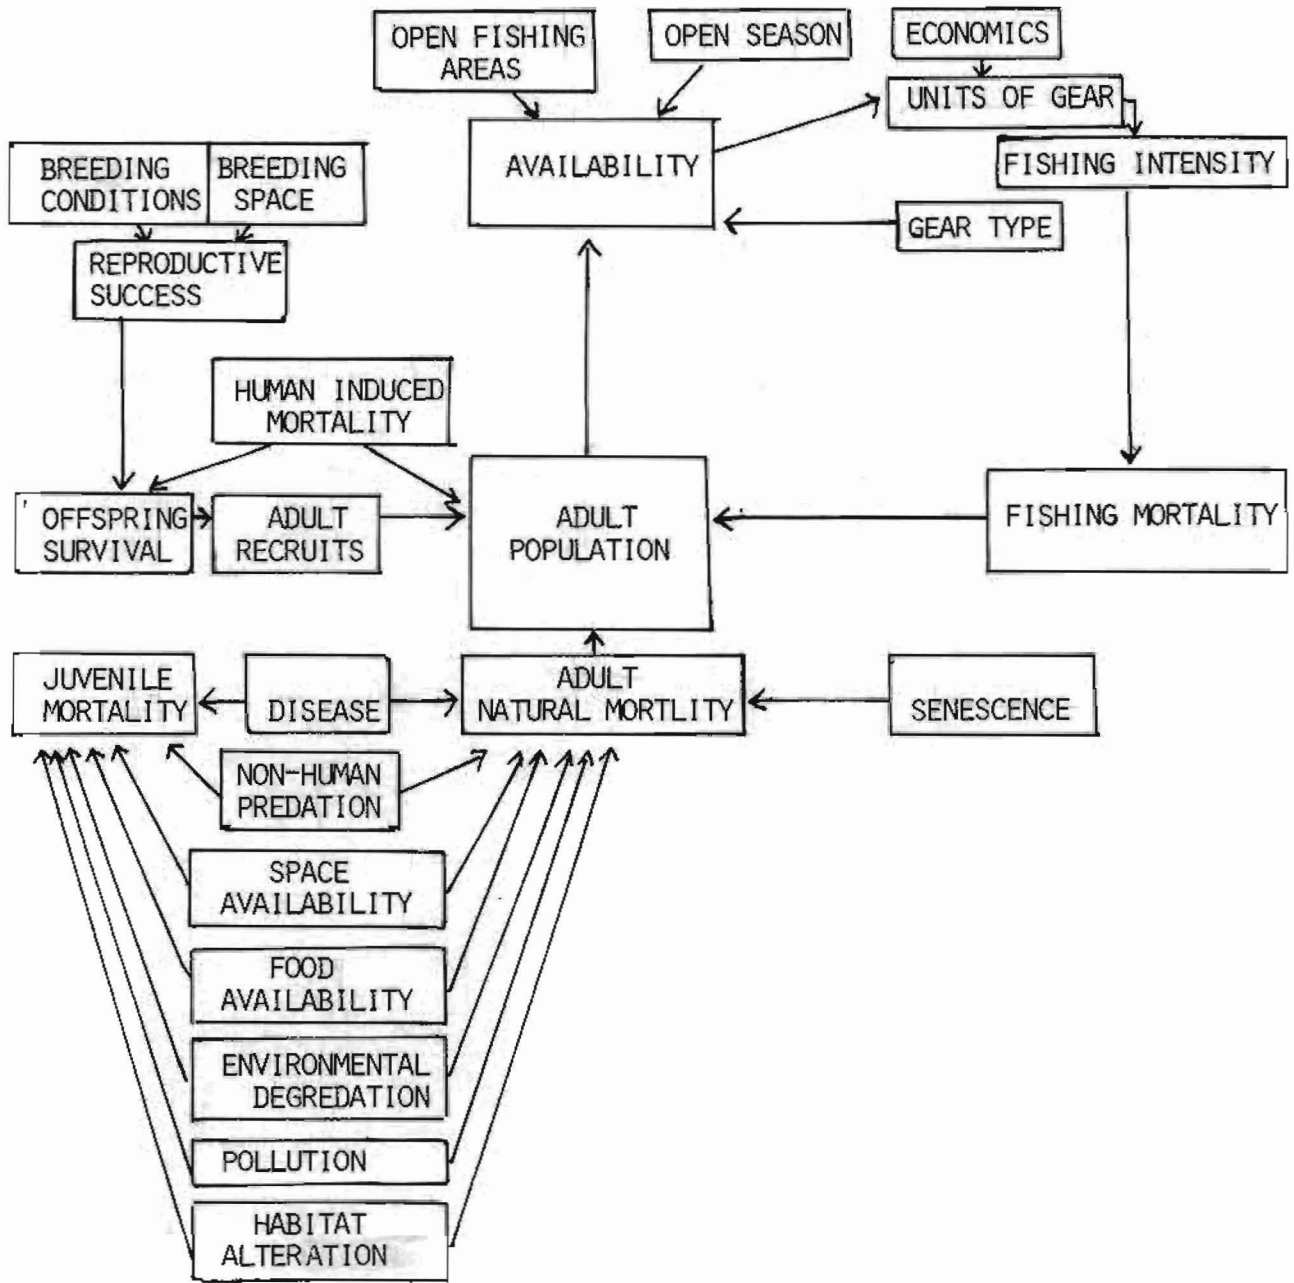 OPEN FISHING
AREAS
OPEN SEASON
ECONOMICS
UNITS OF GEAR
AVAILABILITY
FISHING INTENSITY
BREEDING
CONDITIONS
BREEDING
SPACE
GEAR TYPE
REPRODUCTIVE
SUCCESS
HUMAN INDUCED
MORTALITY
OFFSPRING
SURVIVAL
ADULT
RECRUITS
ADULT
POPULATION
FISHING MORTALITY
JUVENILE
MORTALITY
DISEASE
ADULT
NATURAL MORTLITY
SENESCENCE
NON-HUMAN
PREDATION
SPACE
AVAILABILITY
FOOD
AVAILABILITY
ENVIRONMENTAL
DEGREDATION
POLLUTION
HABITAT
ALTERATION